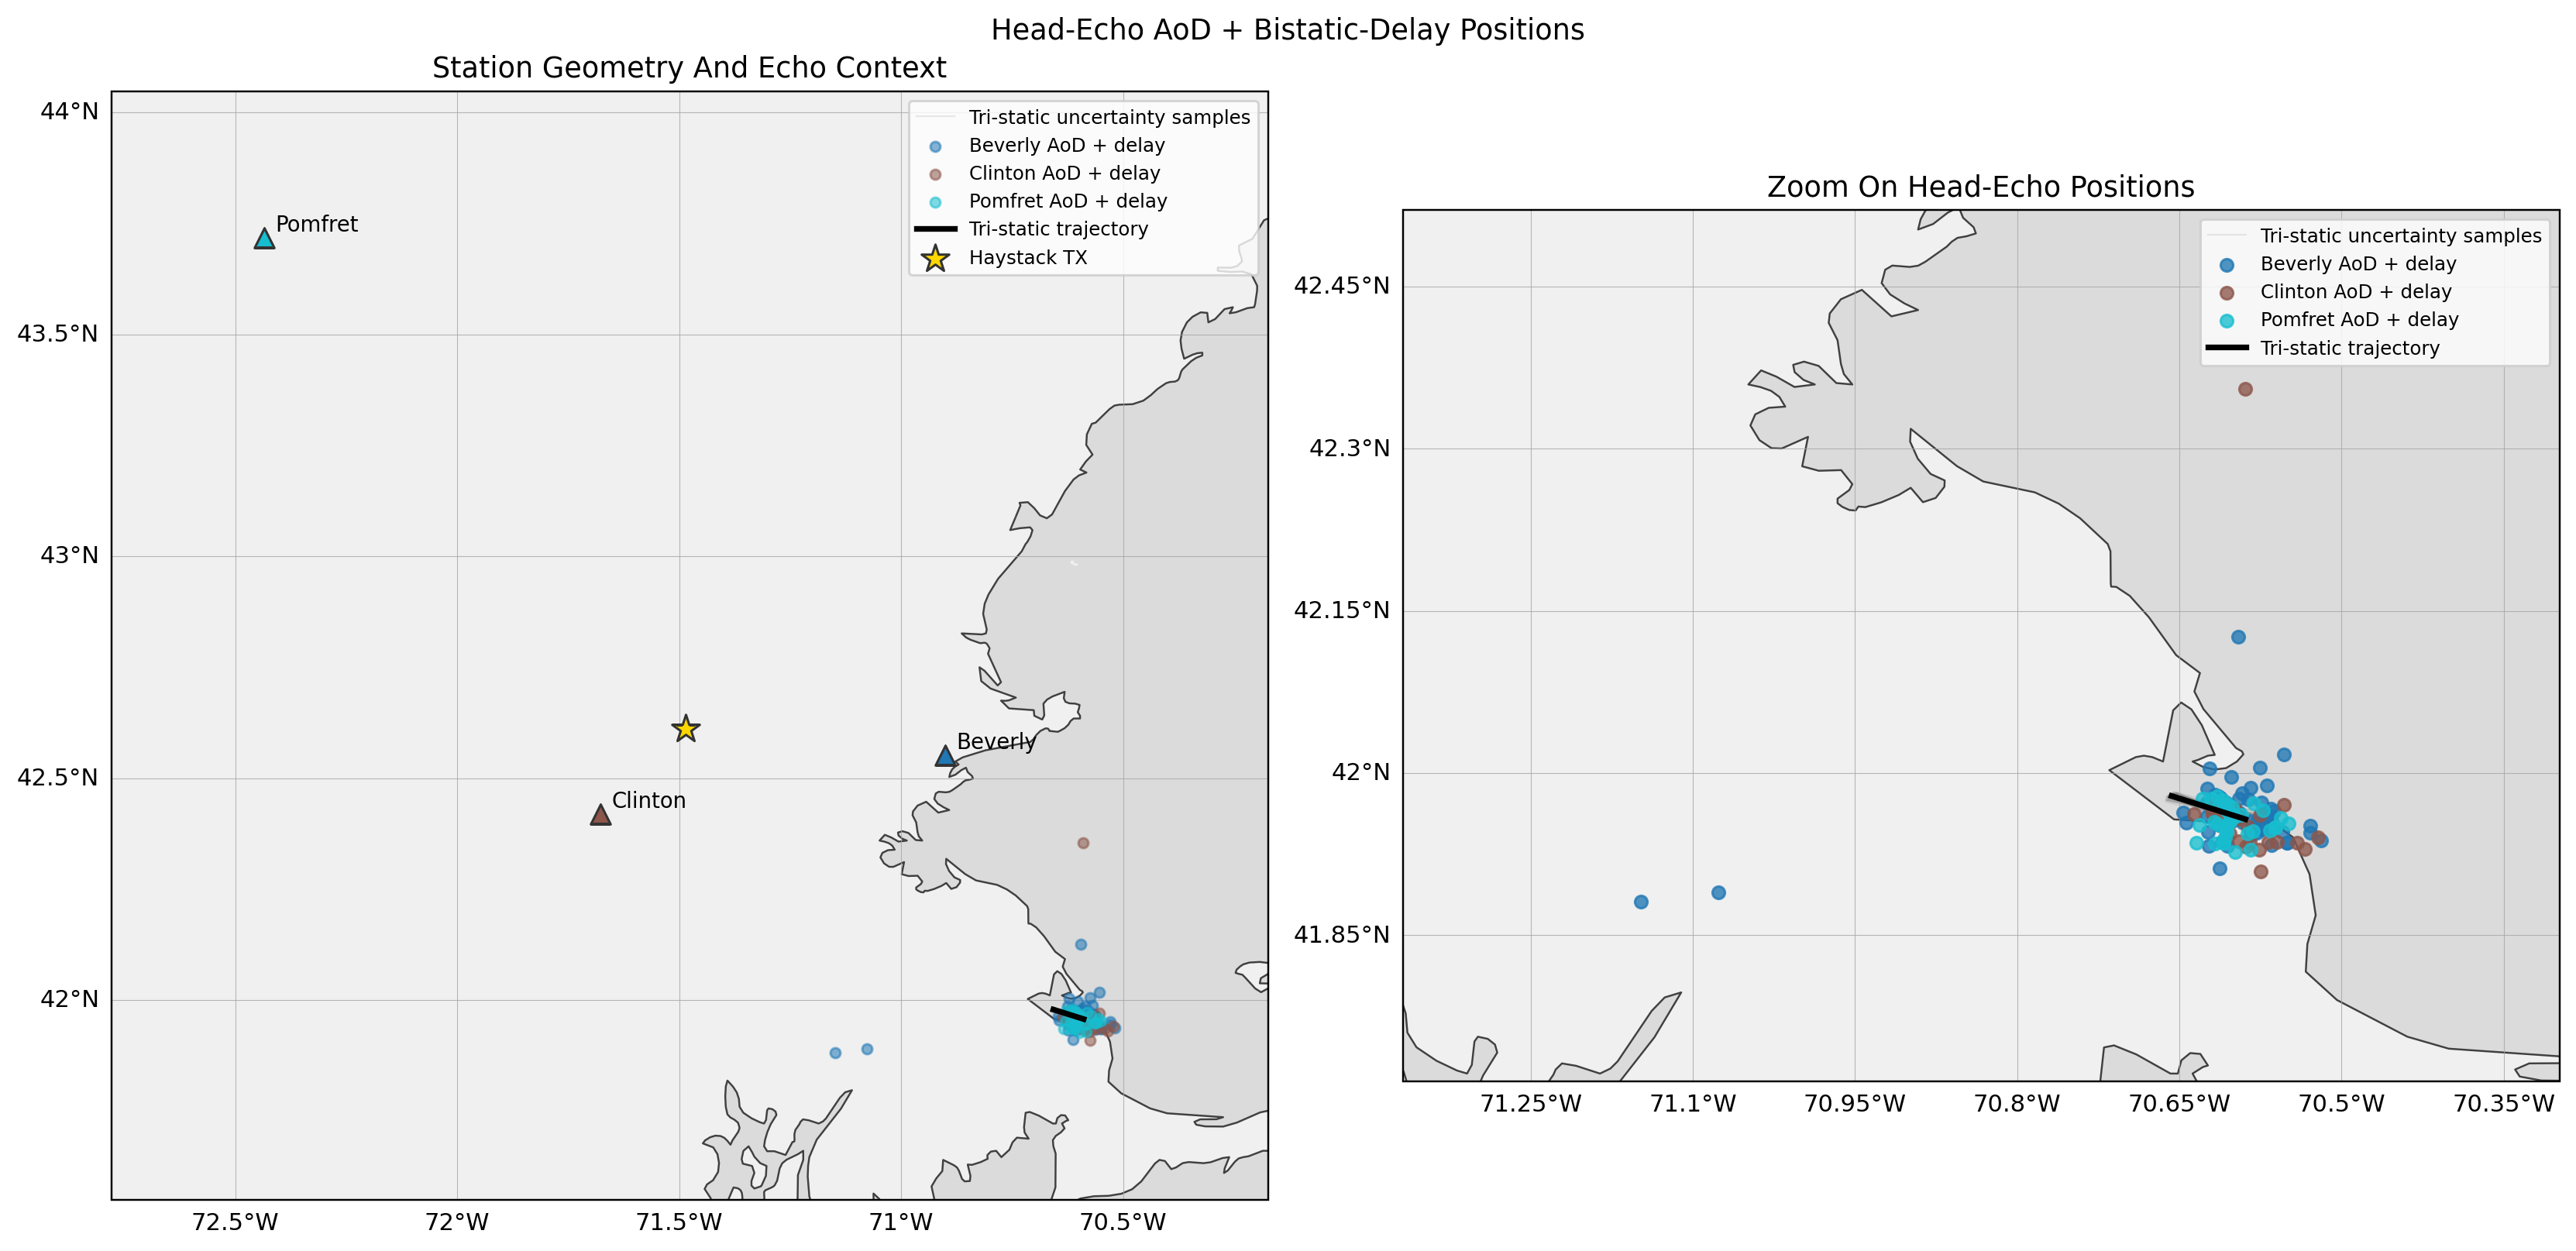 Head-Echo AoD + Bistatic-Delay Positions
Station Geometry And Echo Context
44°N
43.5°N
43°N
42.5°N
42°N
72.5°W
72°W
71.5°W
71°W
70.5°W
Tri-static uncertainty samples
Beverly AoD + delay
Clinton AoD + delay
Pomfret AoD + delay
Tri-static trajectory
Haystack TX
Pomfret
Beverly
Clinton
Zoom On Head-Echo Positions
42.45°N
42.3°N
42.15°N
42°N
41.85°N
71.25°W
71.1°W
70.95°W
70.8°W
70.65°W
70.5°W
70.35°W
Tri-static uncertainty samples
Beverly AoD + delay
Clinton AoD + delay
Pomfret AoD + delay
Tri-static trajectory